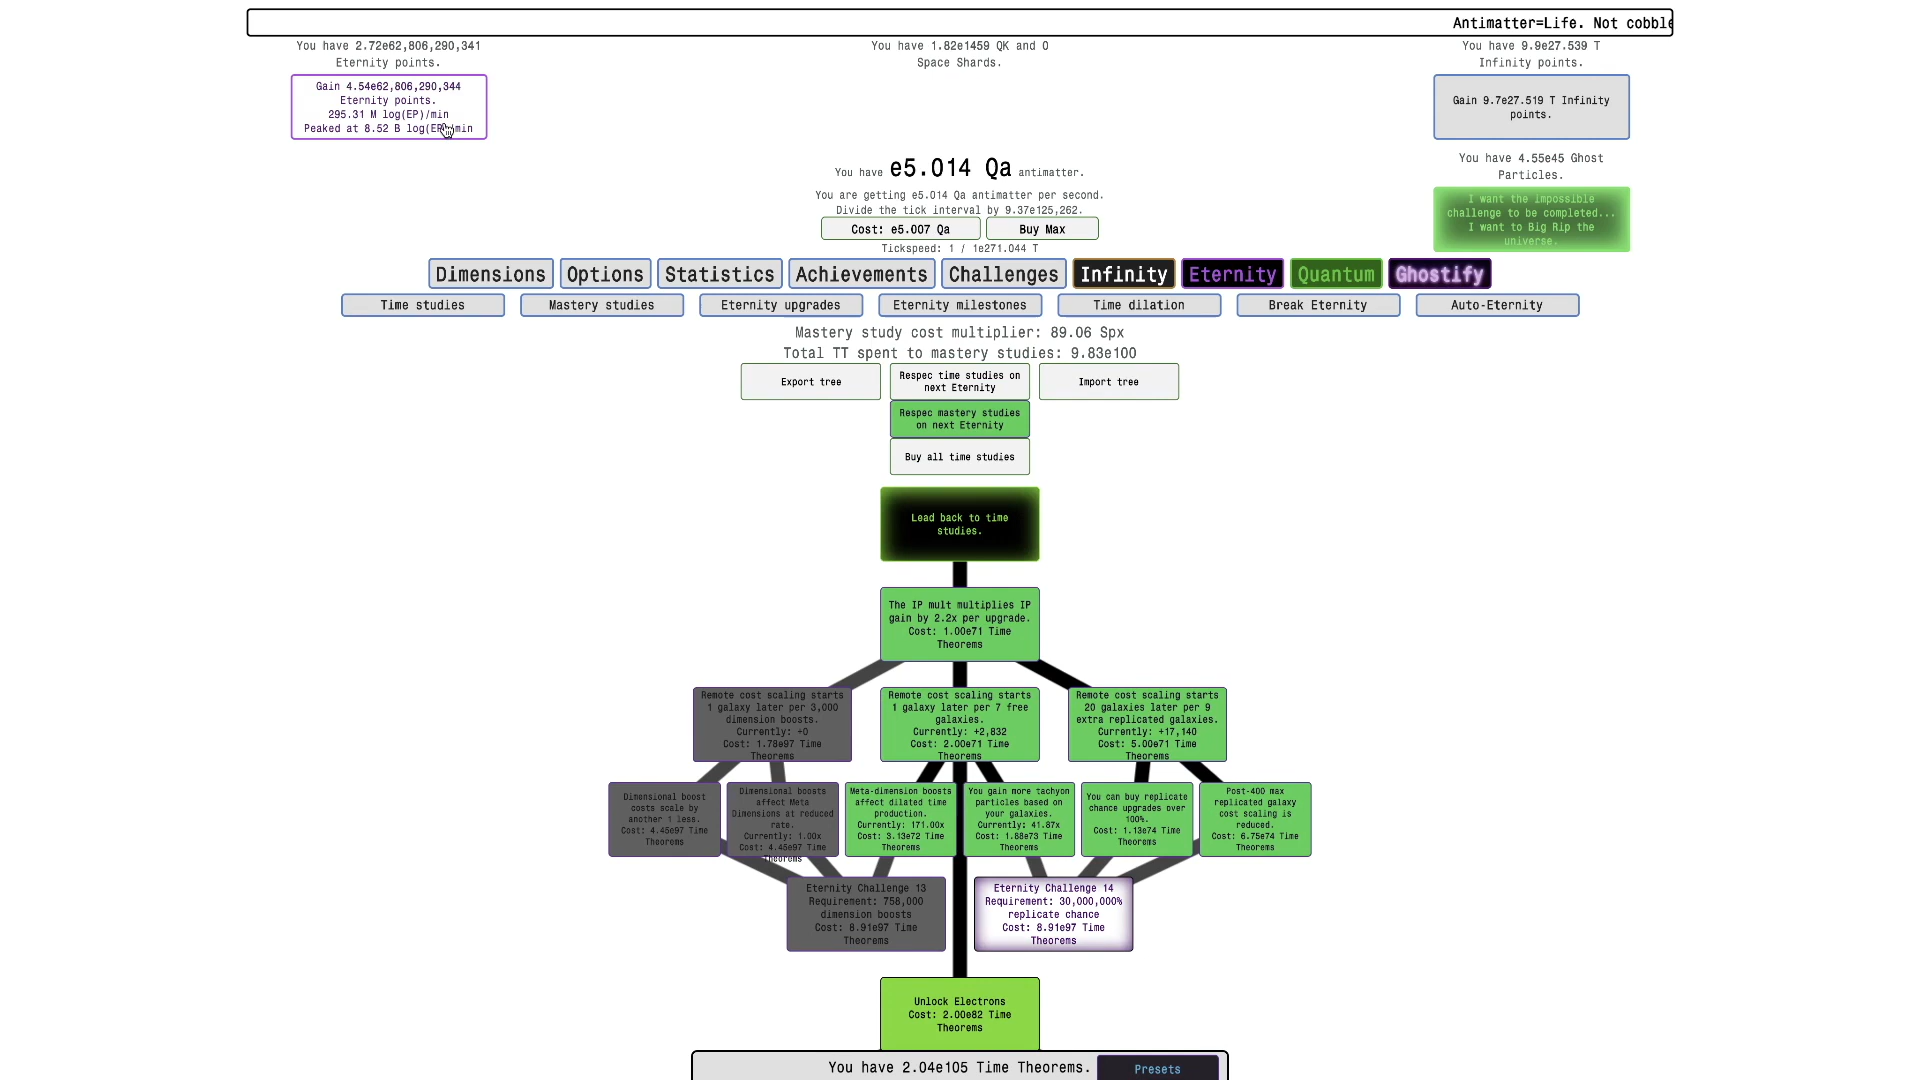 Antimatter=Life. Not cobble
You have 2.72e62,806,290,341
Eternity points.
You have 1.82e1459 QK and 0
Space Shards.
You have 9.9e27.539 T
Infinity points.
Gain 4.54e62,806,290,344
Eternity points.
295.31 M log(EP)/min
Peaked at 8.52 B log(EP)/min
Gain 9.7e27.519 T Infinity
points.
You have e5.014 Qa antimatter.
You have 4.55e45 Ghost
Particles.
You are getting e5.014 Qa antimatter per second.
Divide the tick interval by 9.37e125,262.
I want the impossible
challenge to be completed...
I want to Big Rip the
universe.
Cost: e5.007 Qa
Buy Max
Tickspeed: 1 / 1e271.044 T
Dimensions
Options
Statistics
Achievements
Challenges
Infinity
Eternity
Quantum
Ghostify
Time studies
Mastery studies
Eternity upgrades
Eternity milestones
Time dilation
Break Eternity
Auto-Eternity
Mastery study cost multiplier: 89.06 Spx
Total TT spent to mastery studies: 9.83e100
Export tree
Respec time studies on
next Eternity
Import tree
Respec mastery studies
on next Eternity
Buy all time studies
Lead back to time
studies.
The IP mult multiplies IP
gain by 2.2x per upgrade.
Cost: 1.00e71 Time
Theorems
Remote cost scaling starts
1 galaxy later per 3,000
dimension boosts.
Currently: +0
Cost: 1.78e97 Time
Theorems
Remote cost scaling starts
1 galaxy later per 7 free
galaxies.
Currently: +2,832
Cost: 2.00e71 Time
Theorems
Remote cost scaling starts
20 galaxies later per 9
extra replicated galaxies.
Currently: +17,140
Cost: 5.00e71 Time
Theorems
Dimensional boost
costs scale by
another 1 less.
Cost: 4.45e97 Time
Theorems
Dimensional boosts
affect Meta
Dimensions at reduced
rate.
Currently: 1.00x
Cost: 4.45e97 Time
Theorems
Meta-dimension boosts
affect dilated time
production.
Currently: 171.00x
Cost: 3.13e72 Time
Theorems
You gain more tachyon
particles based on
your galaxies.
Currently: 41.87x
Cost: 1.88e73 Time
Theorems
You can buy replicate
chance upgrades over
100%.
Cost: 1.13e74 Time
Theorems
Post-400 max
replicated galaxy
cost scaling is
reduced.
Cost: 6.75e74 Time
Theorems
Eternity Challenge 13
Requirement: 758,000
dimension boosts
Cost: 8.91e97 Time
Theorems
Eternity Challenge 14
Requirement: 30,000,000%
replicate chance
Cost: 8.91e97 Time
Theorems
Unlock Electrons
Cost: 2.00e82 Time
Theorems
You have 2.04e105 Time Theorems.
Presets